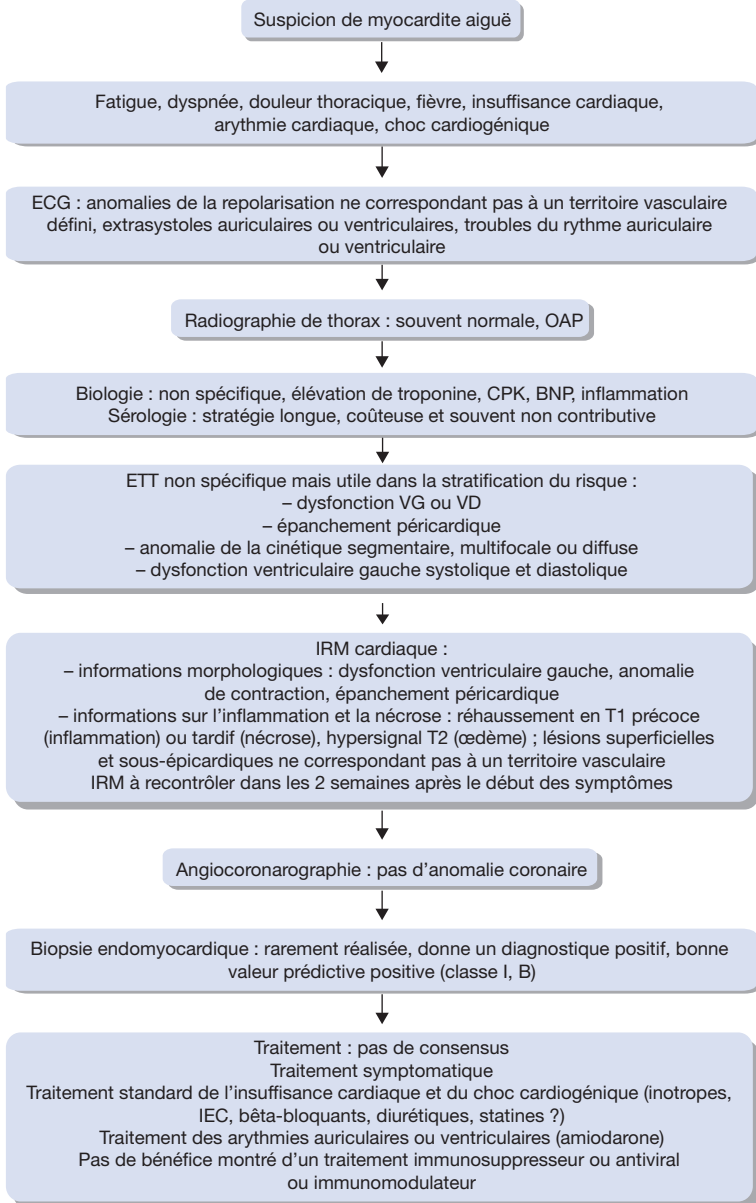 Suspicion de myocardite aiguë
Fatigue, dyspnée, douleur thoracique, fièvre, insuffisance cardiaque,
arythmie cardiaque, choc cardiogénique
ECG : anomalies de la repolarisation ne correspondant pas à un territoire vasculaire
défini, extrasystoles auriculaires ou ventriculaires, troubles du rythme auriculaire
ou ventriculaire
Radiographie de thorax : souvent normale, OAP
Biologie : non spécifique, élévation de troponine, CPK, BNP, inflammation
Sérologie : stratégie longue, coûteuse et souvent non contributive
ETT non spécifique mais utile dans la stratification du risque :
– dysfonction VG ou VD
– épanchement péricardique
– anomalie de la cinétique segmentaire, multifocale ou diffuse
– dysfonction ventriculaire gauche systolique et diastolique
IRM cardiaque :
– informations morphologiques : dysfonction ventriculaire gauche, anomalie
de contraction, épanchement péricardique
– informations sur l'inflammation et la nécrose : réhaussement en T1 précoce
(inflammation) ou tardif (nécrose), hypersignal T2 (œdème) ; lésions superficielles
et sous-épicardiques ne correspondant pas à un territoire vasculaire
IRM à recontrôler dans les 2 semaines après le début des symptômes
Angiocoronarographie : pas d'anomalie coronaire
Biopsie endomyocardique : rarement réalisée, donne un diagnostique positif, bonne
valeur prédictive positive (classe I, B)
Traitement : pas de consensus
Traitement symptomatique
Traitement standard de l'insuffisance cardiaque et du choc cardiogénique (inotropes,
IEC, bêta-bloquants, diurétiques, statines ?)
Traitement des arythmies auriculaires ou ventriculaires (amiodarone)
Pas de bénéfice montré d'un traitement immunosuppresseur ou antiviral
ou immunomodulateur